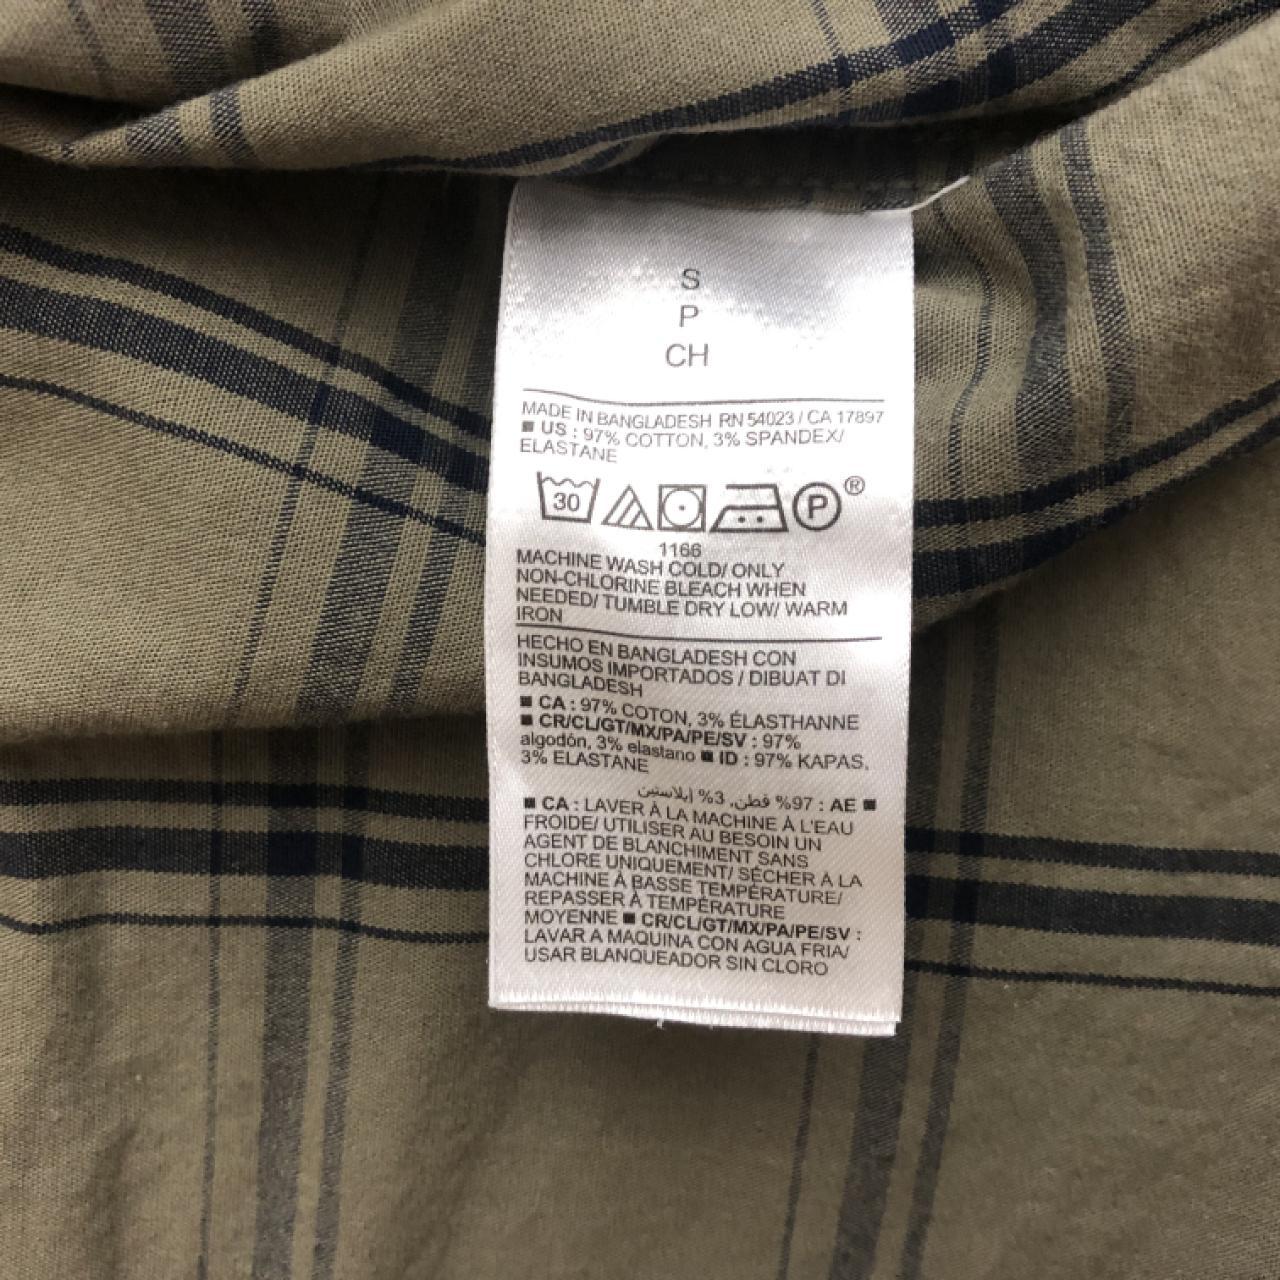 S
P
CH
MADE IN BANGLADESH RN 54023 / CA 17897
■ US : 97% COTTON, 3% SPANDEX/
ELASTANE
30 P ®
1166
MACHINE WASH COLD/ ONLY
NON-CHLORINE BLEACH WHEN
NEEDED/ TUMBLE DRY LOW/ WARM
IRON
HECHO EN BANGLADESH CON
INSUMOS IMPORTADOS / DIBUAT DI
BANGLADESH
■ CA : 97% COTON, 3% ÉLASTHANNE
■ CR/CL/GT/MX/PA/PE/SV : 97%
algodón, 3% elastano ■ ID : 97% KAPAS,
3% ELASTANE
■ AE : 97% قطن, 3% إيلاستين
■ CA : LAVER À LA MACHINE À L'EAU
FROIDE/ UTILISER AU BESOIN UN
AGENT DE BLANCHIMENT SANS
CHLORE UNIQUEMENT/ SÉCHER À LA
MACHINE À BASSE TEMPÉRATURE/
REPASSER À TEMPÉRATURE
MOYENNE ■ CR/CL/GT/MX/PA/PE/SV :
LAVAR A MAQUINA CON AGUA FRIA/
USAR BLANQUEADOR SIN CLORO